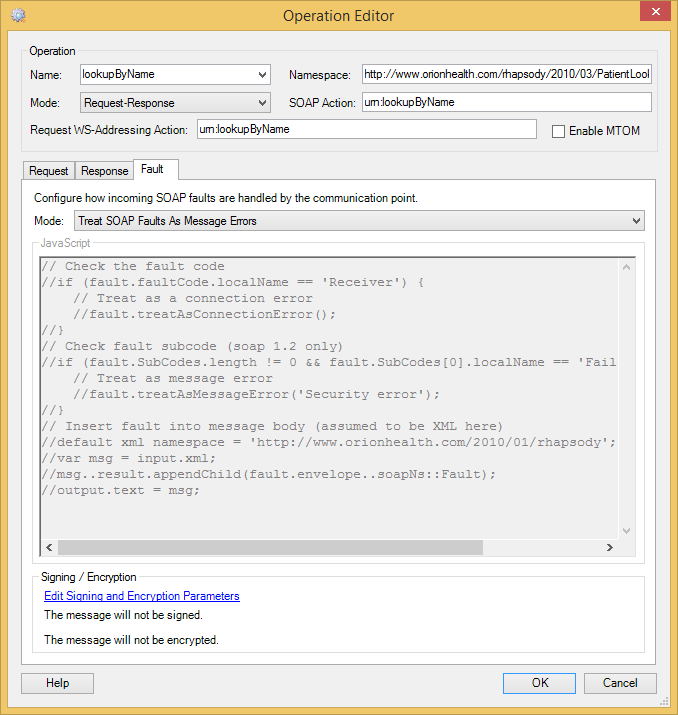 Operation Editor
Operation
Name: lookupByName Namespace: http://www.orionhealth.com/rhapsody/2010/03/PatientLool
Mode: Request-Response SOAP Action: urn:lookupByName
Request WS-Addressing Action: urn:lookupByName Enable MTOM
Request Response Fault
Configure how incoming SOAP faults are handled by the communication point.
Mode: Treat SOAP Faults As Message Errors
JavaScript
// Check the fault code
//if (fault.faultCode.localName == 'Receiver') {
// Treat as a connection error
//fault.treatAsConnectionError();
//}
// Check fault subcode (soap 1.2 only)
//if (fault.SubCodes.length != 0 && fault.SubCodes[0].localName == 'Fail
// Treat as message error
//fault.treatAsMessageError('Security error');
//}
// Insert fault into message body (assumed to be XML here)
//default xml namespace = 'http://www.orionhealth.com/2010/01/rhapsody';
//var msg = input.xml;
//msg..result.appendChild(fault.envelope..soapNs::Fault);
//output.text = msg;
Signing / Encryption
Edit Signing and Encryption Parameters
The message will not be signed.
The message will not be encrypted.
Help OK Cancel